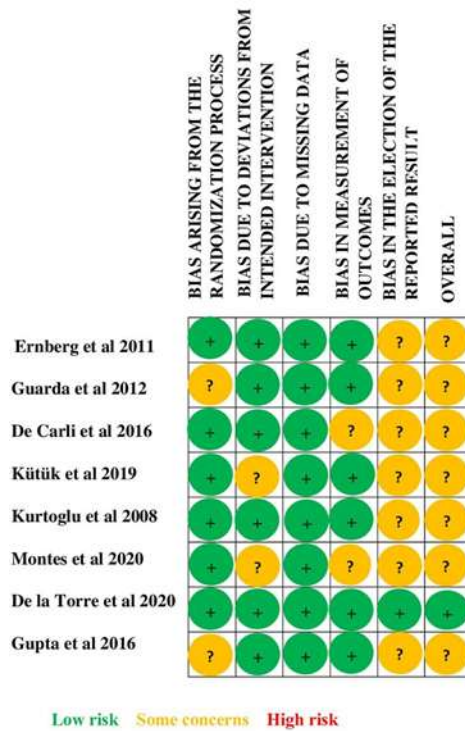 BIAS ARISING FROM THE
RANDOMIZATION PROCESS
BIAS DUE TO DEVIATIONS FROM
INTENDED INTERVENTION
BIAS DUE TO MISSING DATA
BIAS IN MEASUREMENT OF
OUTCOMES
BIAS IN THE ELECTION OF THE
REPORTED RESULT
OVERALL
Ernberg et al 2011 + + + + ? ?
Guarda et al 2012 ? + + + ? ?
De Carli et al 2016 + + + ? ? ?
Kütük et al 2019 + ? + + ? ?
Kurtoglu et al 2008 + + + + ? ?
Montes et al 2020 + ? + ? ? ?
De la Torre et al 2020 + + + + + +
Gupta et al 2016 ? + + + ? ?
Low risk Some concerns High risk